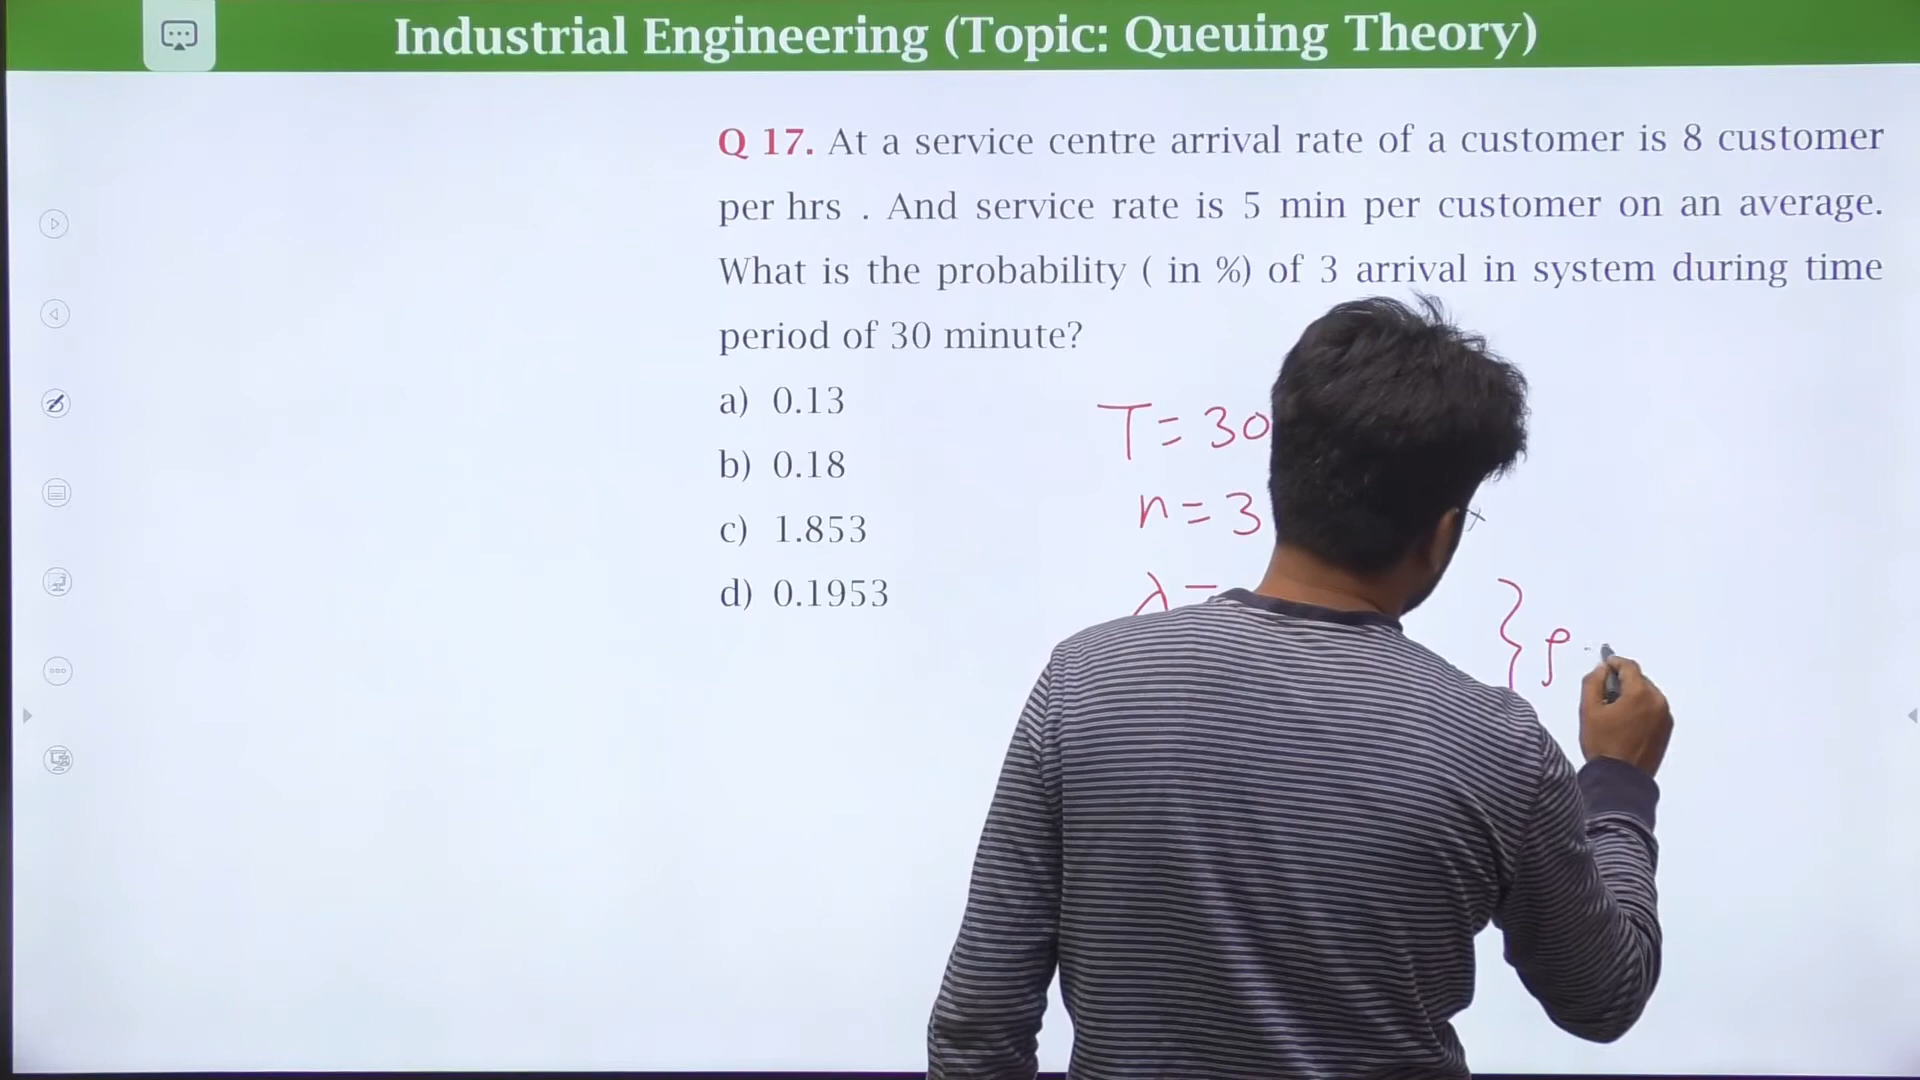 Industrial Engineering (Topic: Queuing Theory)
Q 17. At a service centre arrival rate of a customer is 8 customer
per hrs . And service rate is 5 min per customer on an average.
What is the probability ( in %) of 3 arrival in system during time
period of 30 minute?
a) 0.13
b) 0.18
c) 1.853
d) 0.1953
T = 30
n = 3
λ =
} ρ